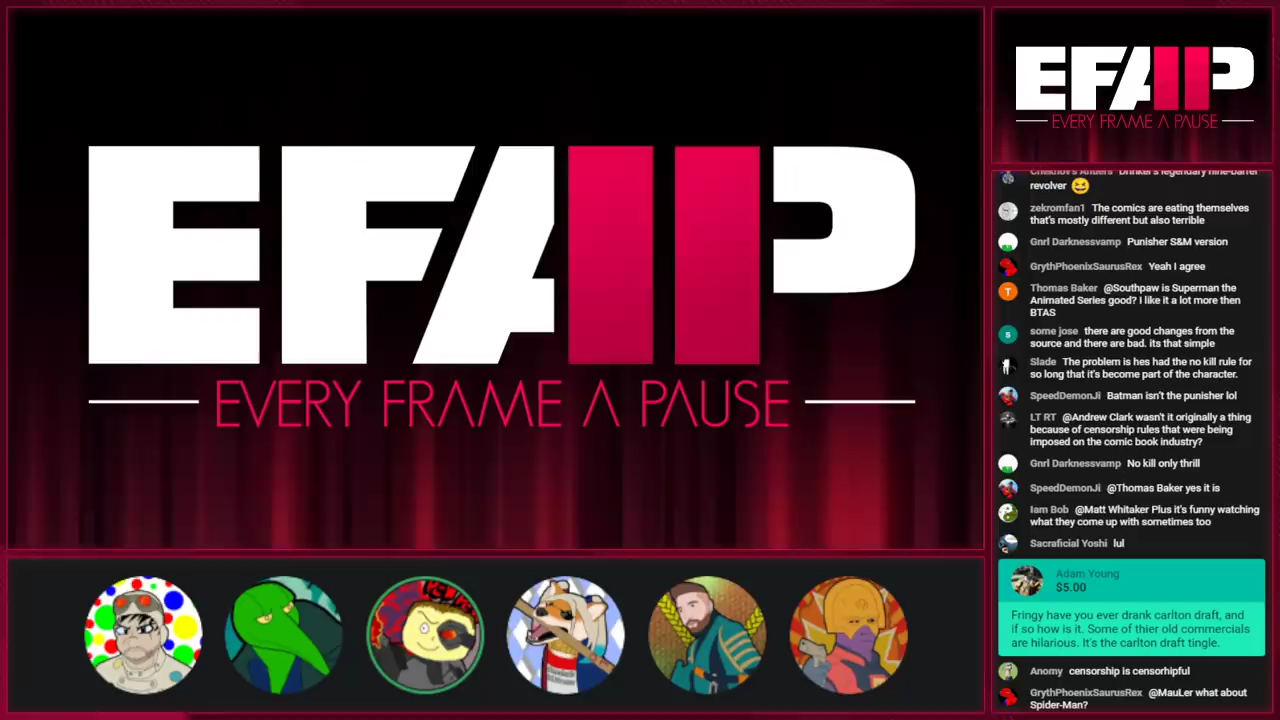 EFAP
EVERY FRAME A PAUSE
EFAP
EVERY FRAME A PAUSE
Chekhov's Antlers Drinker's legendary nine-barrel
revolver
zekromfan1 The comics are eating themselves
that's mostly different but also terrible
Gnrl Darknessvamp Punisher S&M version
GrythPhoenixSaurusRex Yeah I agree
T
Thomas Baker @Southpaw is Superman the
Animated Series good? I like it a lot more then
BTAS
s
some jose there are good changes from the
source and there are bad. its that simple
Slade The problem is hes had the no kill rule for
so long that it's become part of the character.
SpeedDemonJi Batman isn't the punisher lol
LT RT @Andrew Clark wasn't it originally a thing
because of censorship rules that were being
imposed on the comic book industry?
Gnrl Darknessvamp No kill only thrill
SpeedDemonJi @Thomas Baker yes it is
Iam Bob @Matt Whitaker Plus it's funny watching
what they come up with sometimes too
Sacraficial Yoshi lul
Adam Young
$5.00
Fringy have you ever drank carlton draft, and
if so how is it. Some of thier old commercials
are hilarious. It's the carlton draft tingle.
Anomy censorship is censorhipful
GrythPhoenixSaurusRex @MauLer what about
Spider-Man?